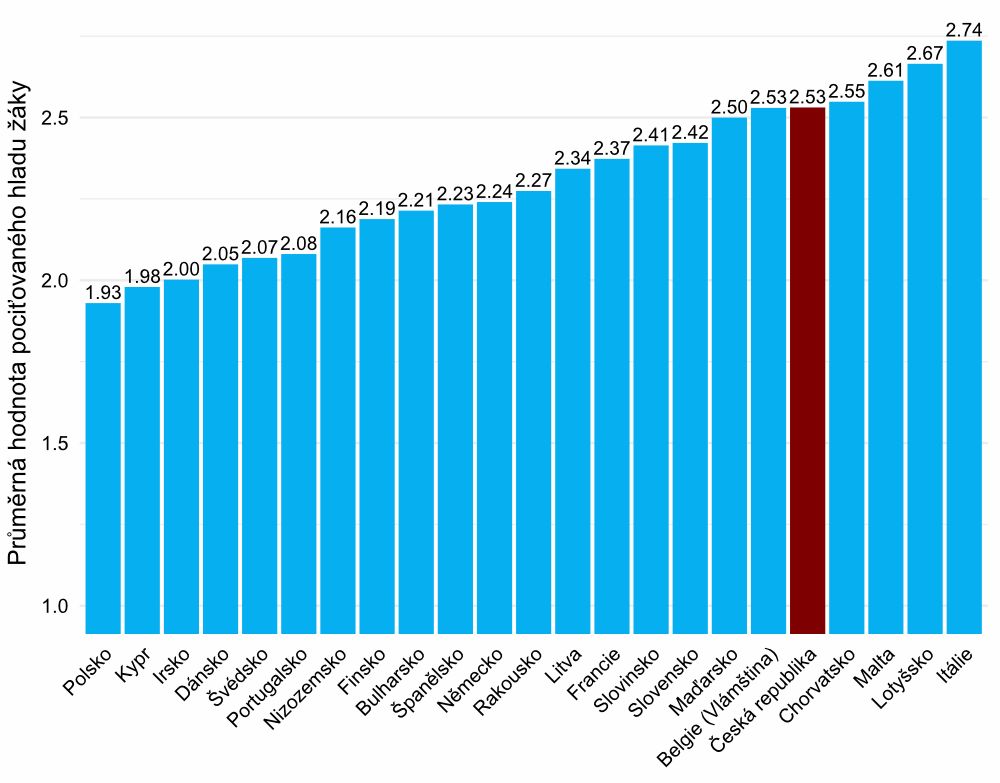 Průměrná hodnota pociťovaného hladu žáky
2.5
2.0
1.5
1.0
1.93
1.98
2.00
2.05
2.07
2.08
2.16
2.19
2.21
2.23
2.24
2.27
2.34
2.37
2.41
2.42
2.50
2.53
2.53
2.55
2.61
2.67
2.74
Polsko
Kypr
Irsko
Dánsko
Švédsko
Portugalsko
Nizozemsko
Finsko
Bulharsko
Španělsko
Německo
Rakousko
Litva
Francie
Slovinsko
Slovensko
Maďarsko
Belgie (Vlámština)
Česká republika
Chorvatsko
Malta
Lotyšsko
Itálie